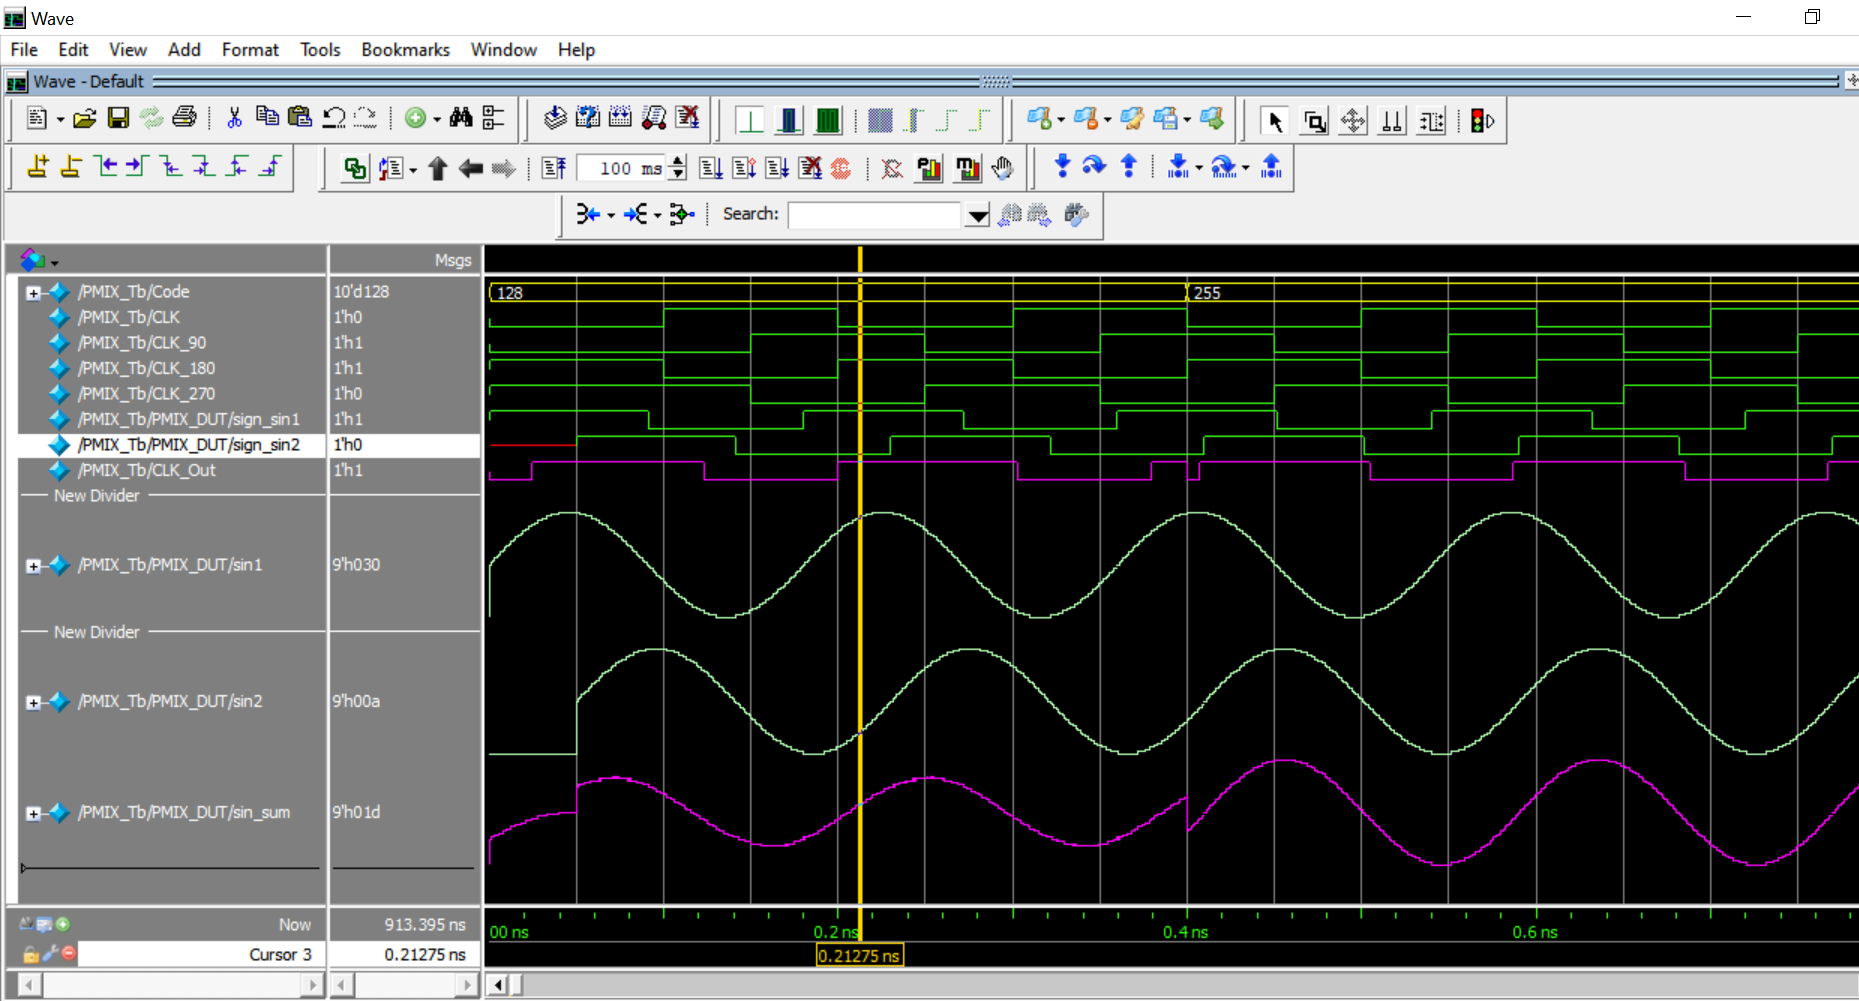 Wave
File Edit View Add Format Tools Bookmarks Window Help
Wave - Default
100 ms
Search:
Msgs
/PMIX_Tb/Code 10'd128 128 255
/PMIX_Tb/CLK 1'h0
/PMIX_Tb/CLK_90 1'h1
/PMIX_Tb/CLK_180 1'h1
/PMIX_Tb/CLK_270 1'h0
/PMIX_Tb/PMIX_DUT/sign_sin1 1'h1
/PMIX_Tb/PMIX_DUT/sign_sin2 1'h0
/PMIX_Tb/CLK_Out 1'h1
New Divider
/PMIX_Tb/PMIX_DUT/sin1 9'h030
New Divider
/PMIX_Tb/PMIX_DUT/sin2 9'h00a
/PMIX_Tb/PMIX_DUT/sin_sum 9'h01d
Now 913.395 ns 00 ns 0.2 ns 0.4 ns 0.6 ns
Cursor 3 0.21275 ns 0.21275 ns